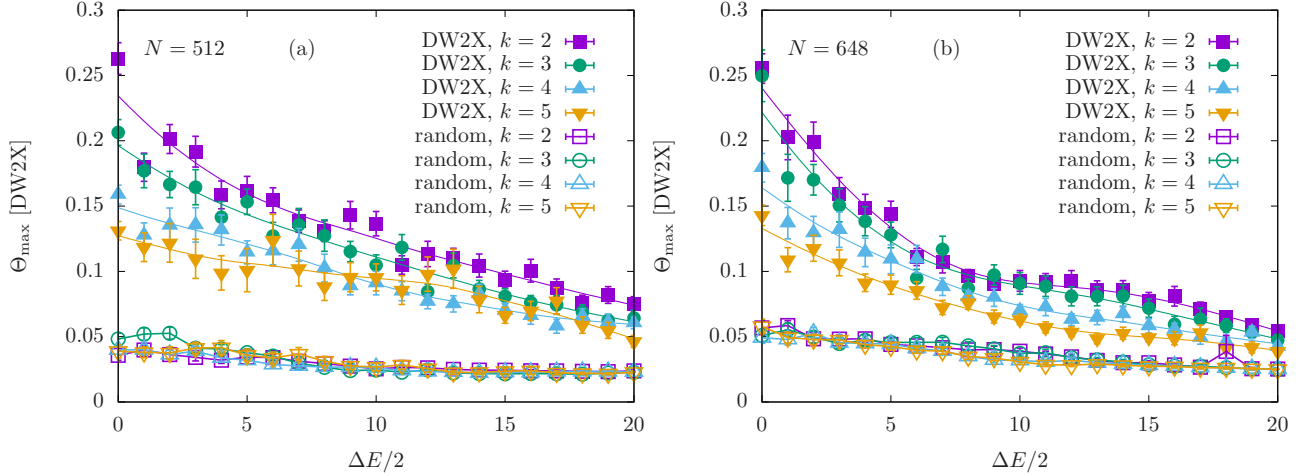 0.3
0.25
0.2
0.15
0.1
0.05
0
0 5 10 15 20
Θmax [DW2X]
ΔE/2
N = 512 (a)
DW2X, k = 2
DW2X, k = 3
DW2X, k = 4
DW2X, k = 5
random, k = 2
random, k = 3
random, k = 4
random, k = 5
0.3
0.25
0.2
0.15
0.1
0.05
0
0 5 10 15 20
Θmax [DW2X]
ΔE/2
N = 648 (b)
DW2X, k = 2
DW2X, k = 3
DW2X, k = 4
DW2X, k = 5
random, k = 2
random, k = 3
random, k = 4
random, k = 5